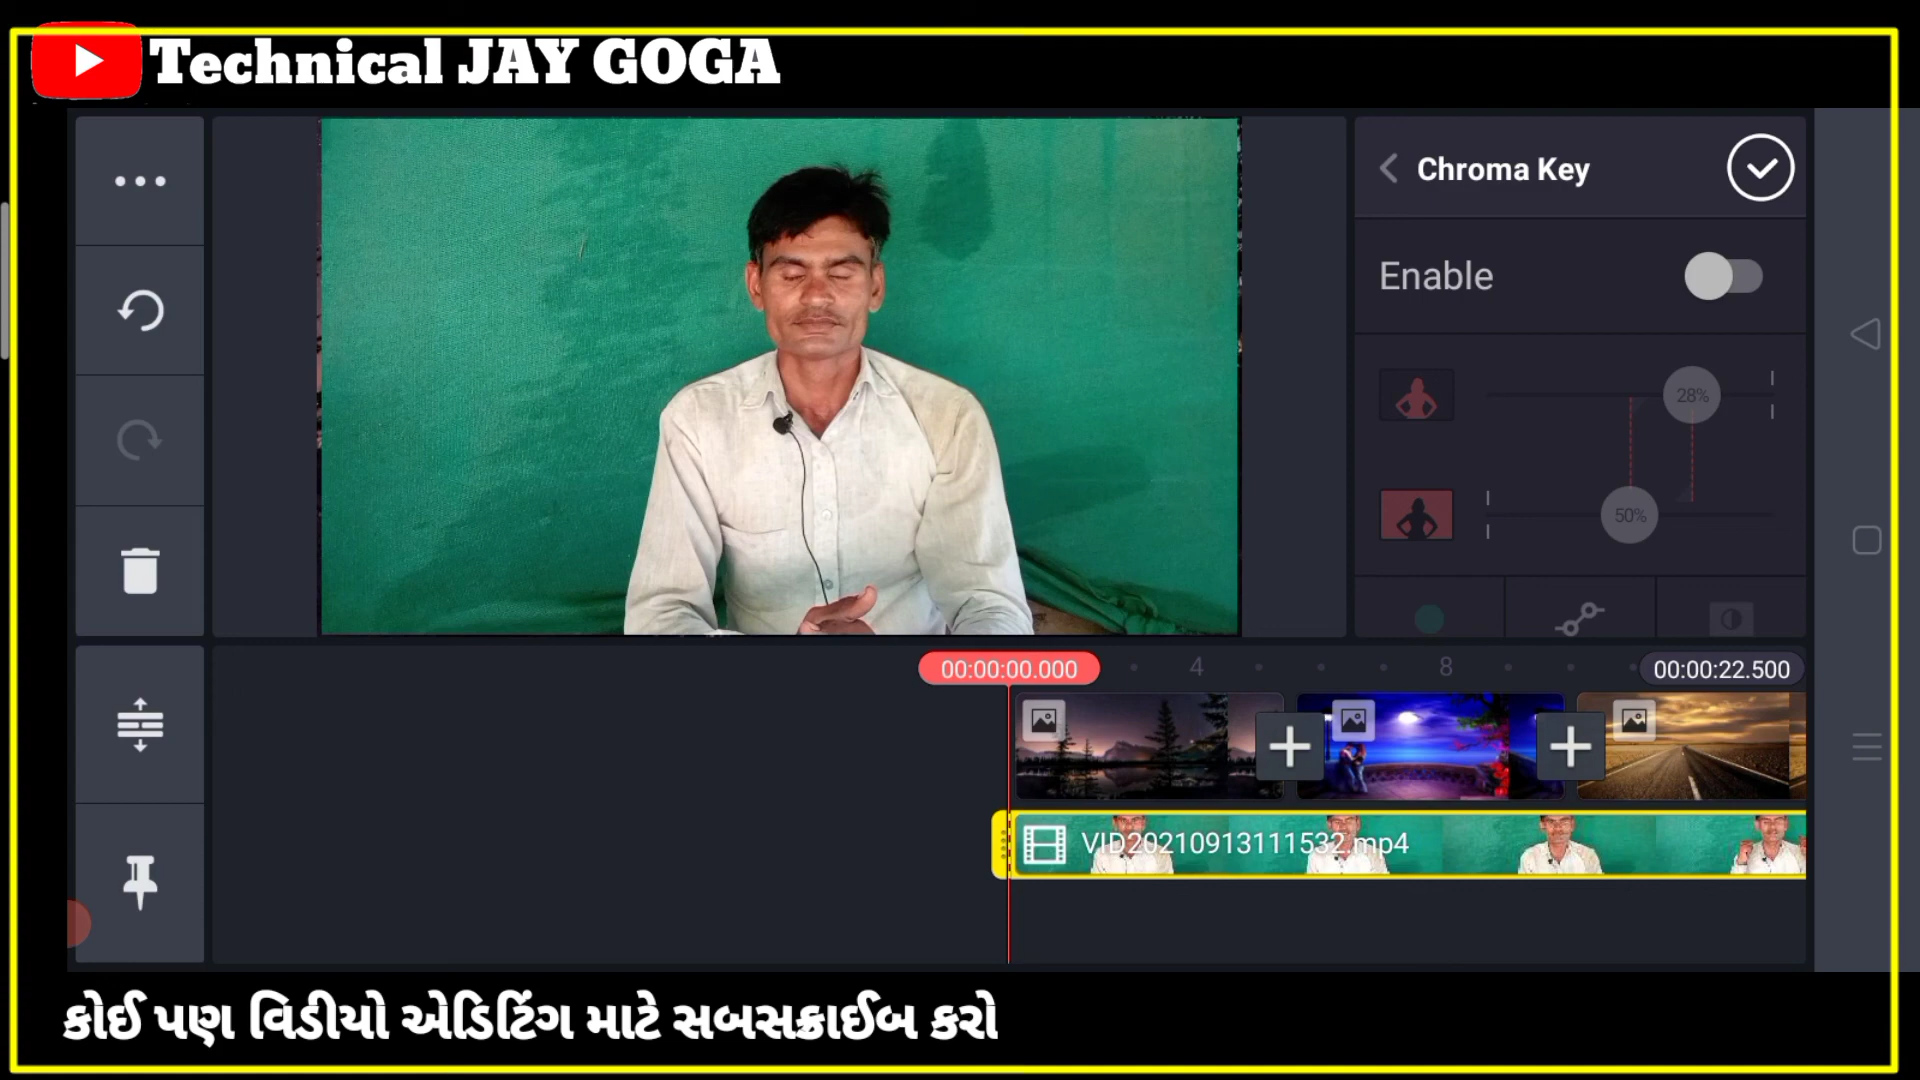 Technical JAY GOGA
Chroma Key
Enable
28%
50%
00:00:00.000
4
8
00:00:22.500
VID20210913111532.mp4
કોઈ પણ વિડીયો એડિટિંગ માટે સબસક્રાઈબ કરો